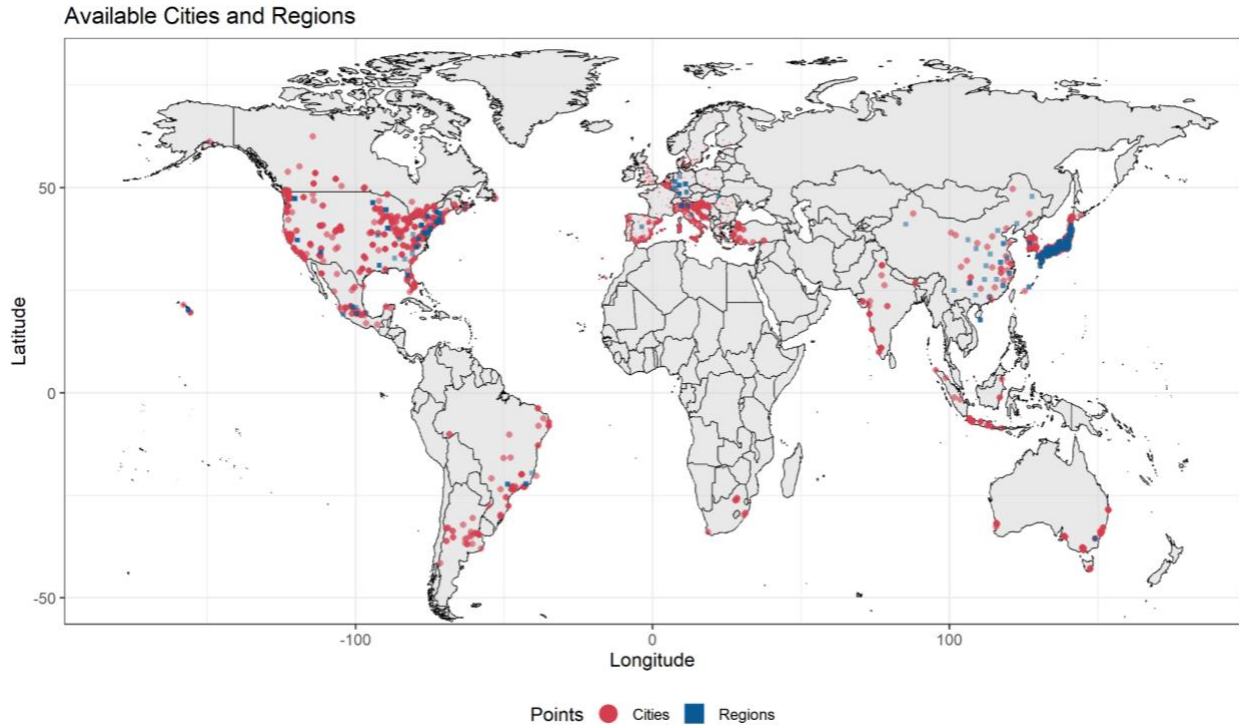 Available Cities and Regions
50
0
-50
Latitude
-100
0
100
Longitude
Points Cities Regions